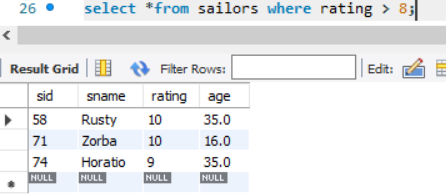 26 select *from sailors where rating > 8;
Result Grid Filter Rows: Edit:
sid sname rating age
58 Rusty 10 35.0
71 Zorba 10 16.0
74 Horatio 9 35.0
NULL NULL NULL NULL